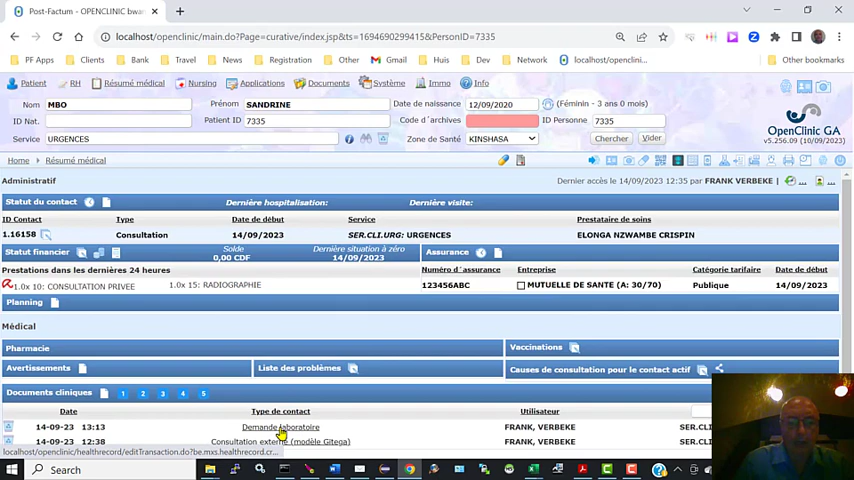 Post-Factum - OPENCLINIC bwa
localhost/openclinic/main.do?Page=curative/index.jsp&ts=1694690299415&PersonID=7335
PF Apps Clients Bank Travel News Registration Other Dev Network Gmail Huis localhost/openclini... Other bookmarks
Patient RH Résumé médical Nursing Applications Documents Système Immo Info
Nom MBO Prénom SANDRINE Date de naissance 12/09/2020 (Féminin - 3 ans 0 mois)
ID Nat. Patient ID 7335 Code d´archives ID Personne 7335
Service URGENCES Zone de Santé KINSHASA Chercher Vider
OpenClinic GA
v5.256.09 (10/09/2023)
Home > Résumé médical
Administratif Dernier accès le 14/09/2023 12:35 par FRANK VERBEKE
Statut du contact Dernière hospitalisation: Dernière visite:
ID Contact Type Date de début Service Prestataire de soins
1.16158 Consultation 14/09/2023 SER.CLI.URG: URGENCES ELONGA NZWAMBE CRISPIN
Statut financier Solde 0,00 CDF Dernière situation à zéro 14/09/2023 Assurance
Prestations dans les dernières 24 heures Numéro d´assurance Entreprise Catégorie tarifaire Date de début
1.0x 10: CONSULTATION PRIVEE 1.0x 15: RADIOGRAPHIE 123456ABC MUTUELLE DE SANTE (A: 30/70) Publique 14/09/2023
Planning
Médical
Pharmacie Vaccinations
Avertissements Liste des problèmes Causes de consultation pour le contact actif
Documents cliniques 1 2 3 4 5
Date Type de contact Utilisateur
14-09-23 13:13 Demande laboratoire FRANK, VERBEKE SER.CLI
14-09-23 12:38 Consultation externe (modèle Gitega) FRANK, VERBEKE SER.CLI
localhost/openclinic/healthrecord/editTransaction.do?be.mxs.healthrecord.cr...
Search